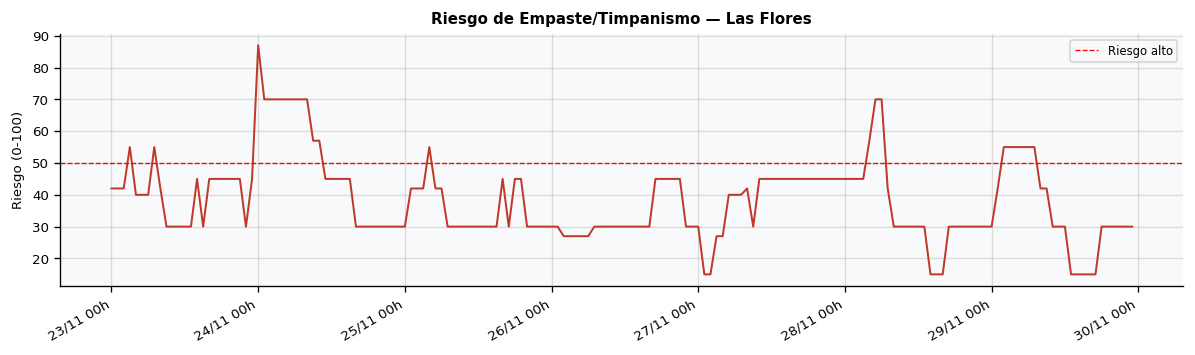 Riesgo de Empaste/Timpanismo — Las Flores
Riesgo (0-100)
90
80
70
60
50
40
30
20
Riesgo alto
23/11 00h
24/11 00h
25/11 00h
26/11 00h
27/11 00h
28/11 00h
29/11 00h
30/11 00h